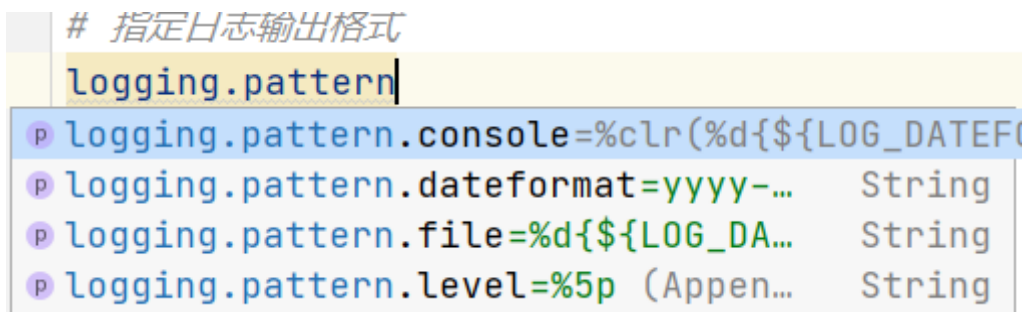 # 指定日志输出格式
logging.pattern
p logging.pattern.console=%clr(%d{${LOG_DATEFO
p logging.pattern.dateformat=yyyy-… String
p logging.pattern.file=%d{${LOG_DA… String
p logging.pattern.level=%5p (Appen… String